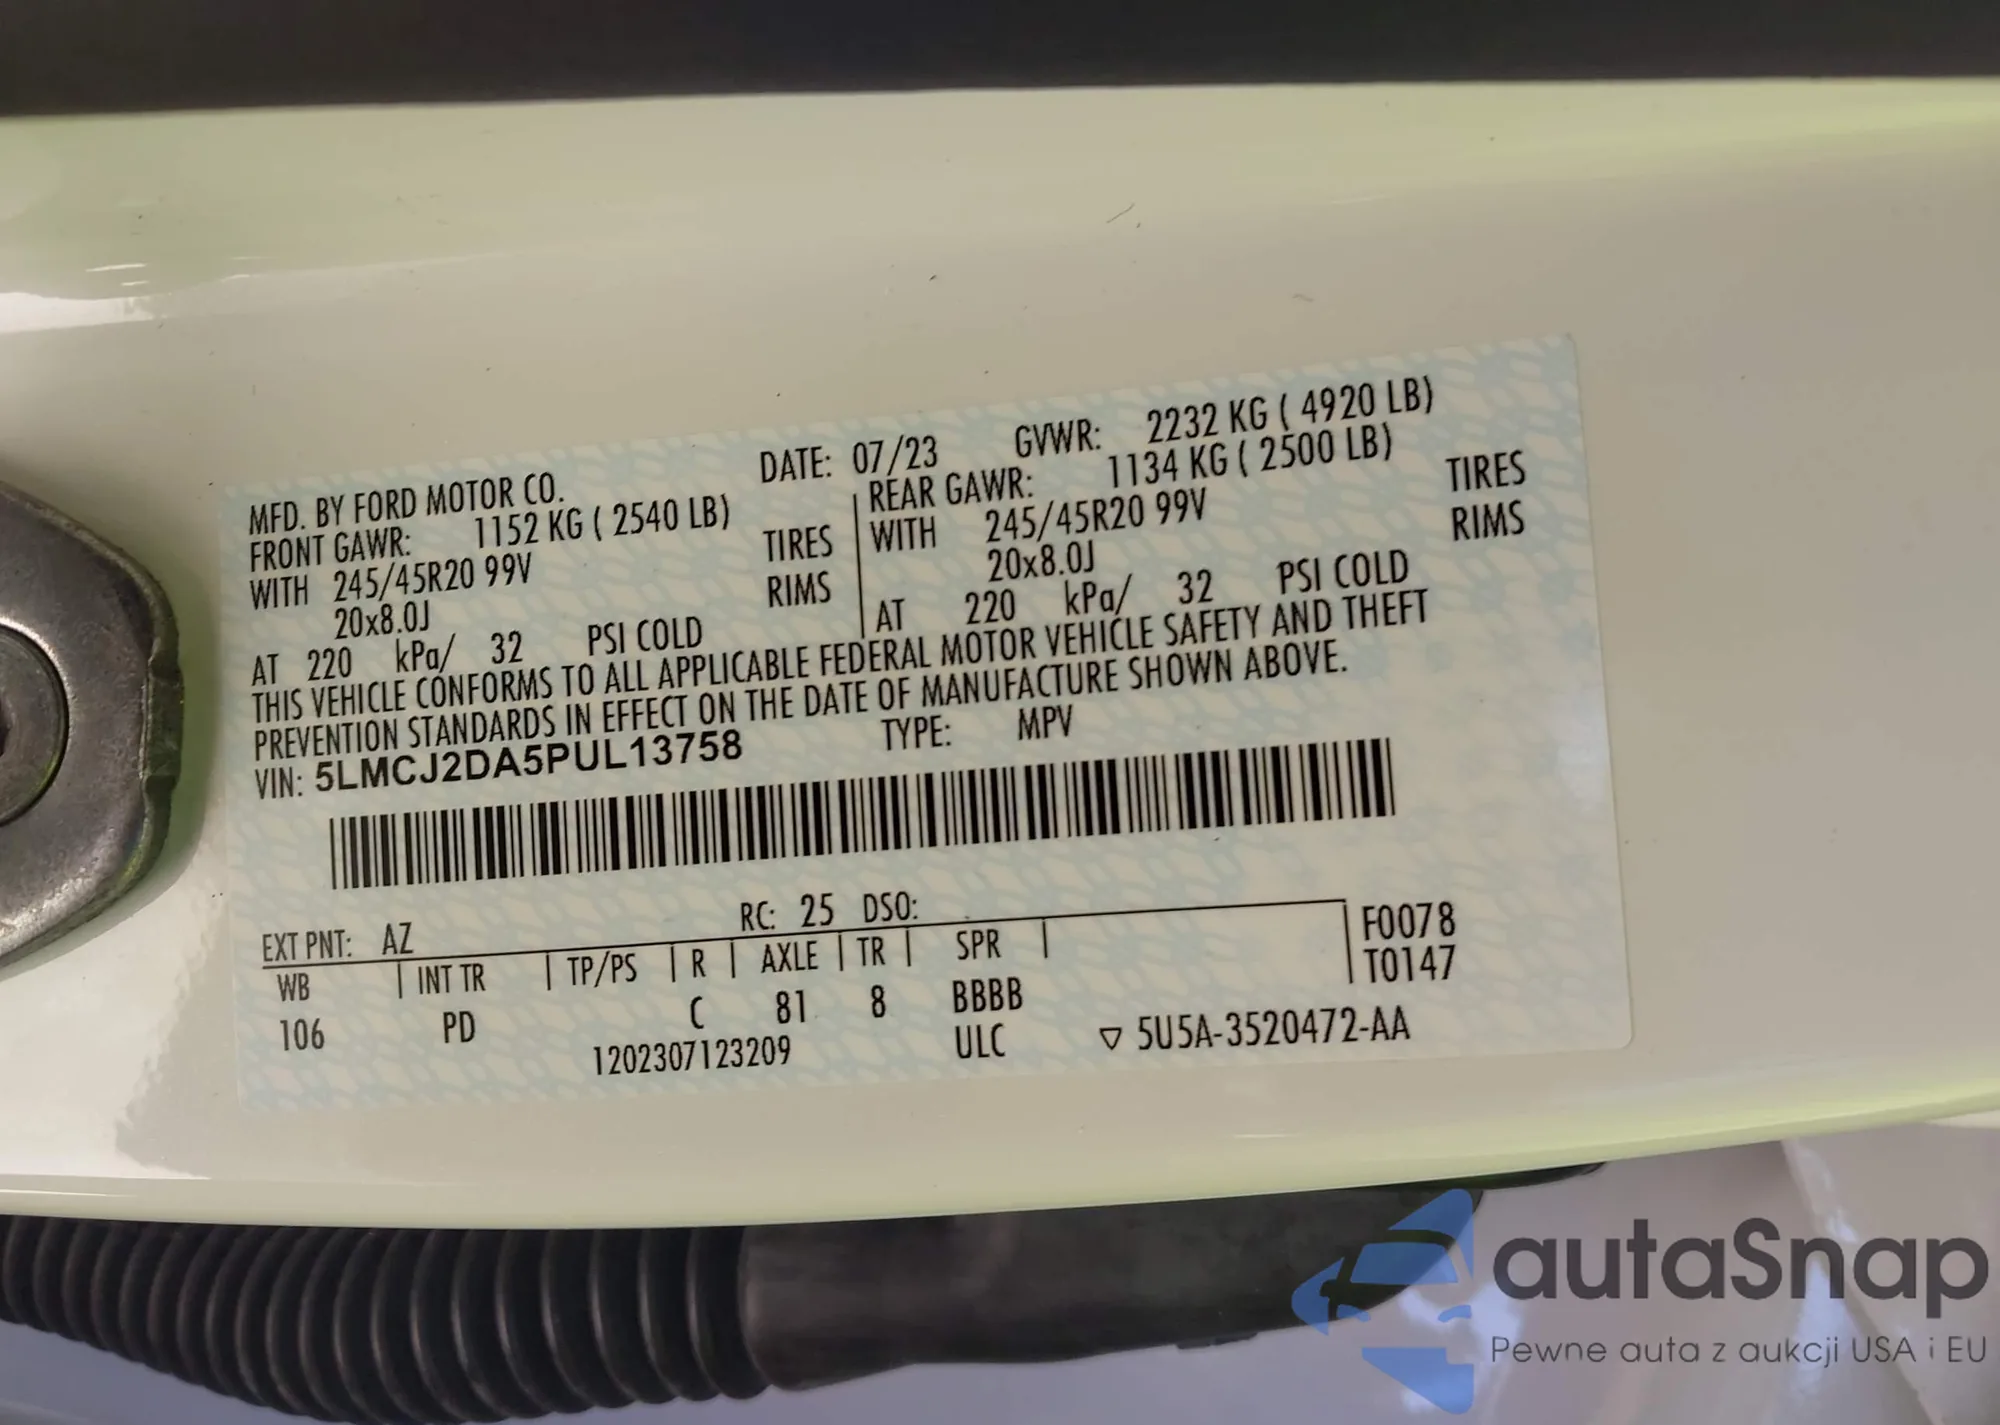 MFD. BY FORD MOTOR CO. DATE: 07/23 GVWR: 2232 KG ( 4920 LB)
FRONT GAWR: 1152 KG ( 2540 LB) REAR GAWR: 1134 KG ( 2500 LB)
WITH 245/45R20 99V TIRES WITH 245/45R20 99V TIRES
20x8.0J RIMS 20x8.0J RIMS
AT 220 kPa/ 32 PSI COLD AT 220 kPa/ 32 PSI COLD
THIS VEHICLE CONFORMS TO ALL APPLICABLE FEDERAL MOTOR VEHICLE SAFETY AND THEFT
PREVENTION STANDARDS IN EFFECT ON THE DATE OF MANUFACTURE SHOWN ABOVE.
VIN: 5LMCJ2DA5PUL13758 TYPE: MPV
EXT PNT: AZ RC: 25 DSO: F0078
WB INT TR TP/PS R AXLE TR SPR T0147
106 PD C 81 8 BBBB
1202307123209 ULC ▽ 5U5A-3520472-AA
autaSnap
Pewne auta z aukcji USA i EU